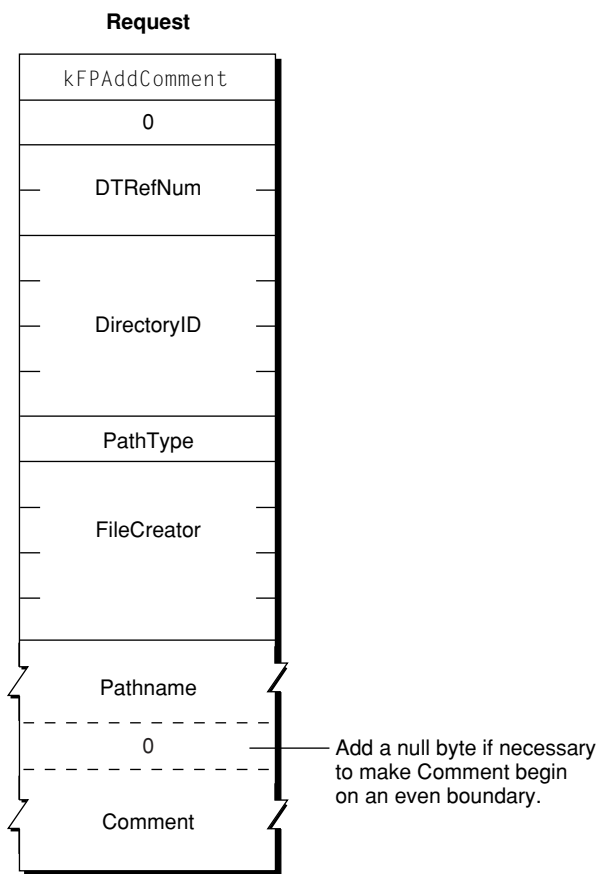 Request
kFPAddComment
0
DTRefNum
DirectoryID
PathType
FileCreator
Pathname
0
Add a null byte if necessary
to make Comment begin
on an even boundary.
Comment